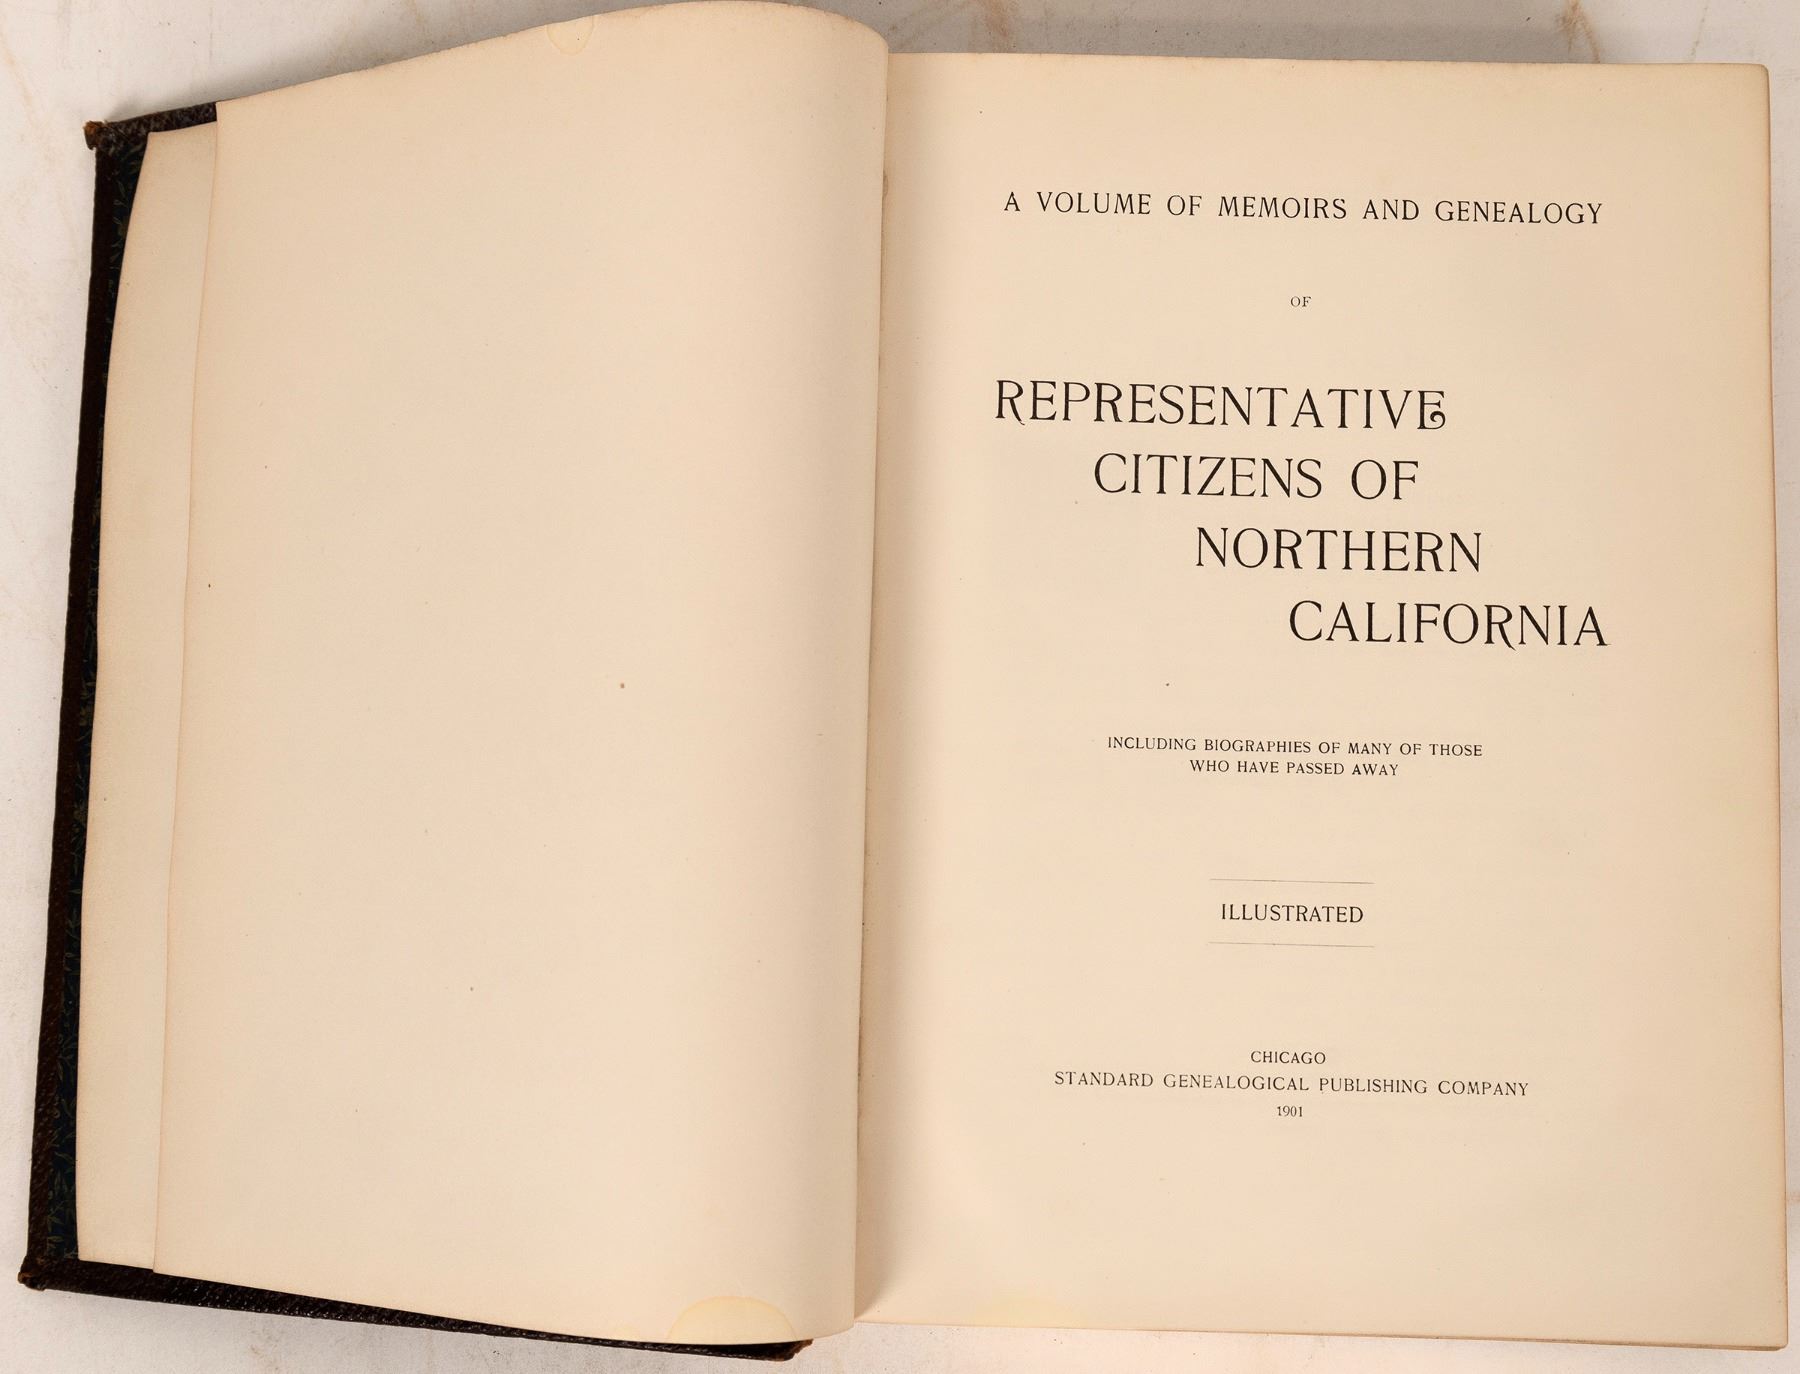 A VOLUME OF MEMOIRS AND GENEALOGY
OF
REPRESENTATIVE
CITIZENS OF
NORTHERN
CALIFORNIA
INCLUDING BIOGRAPHIES OF MANY OF THOSE
WHO HAVE PASSED AWAY
ILLUSTRATED
CHICAGO
STANDARD GENEALOGICAL PUBLISHING COMPANY
1901